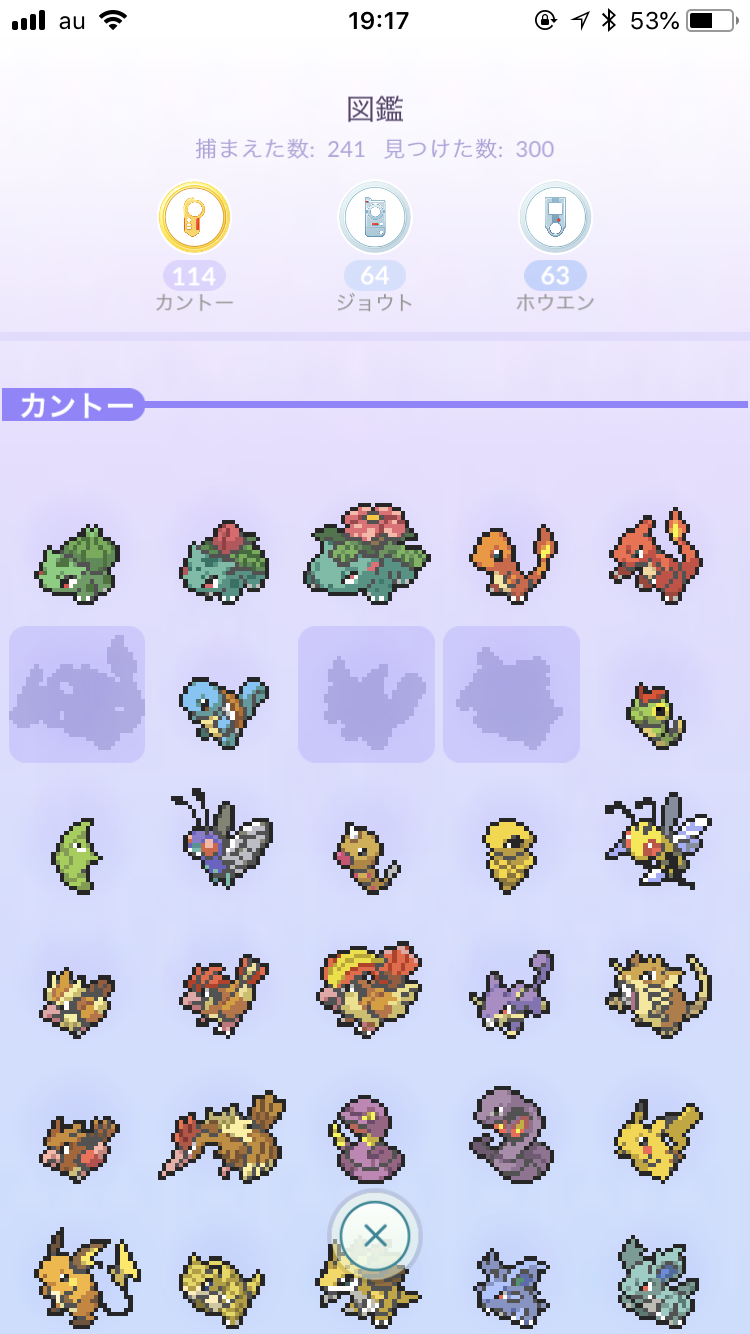 au 19:17 53%
図鑑
捕まえた数: 241 見つけた数: 300
114 64 63
カントー ジョウト ホウエン
カントー